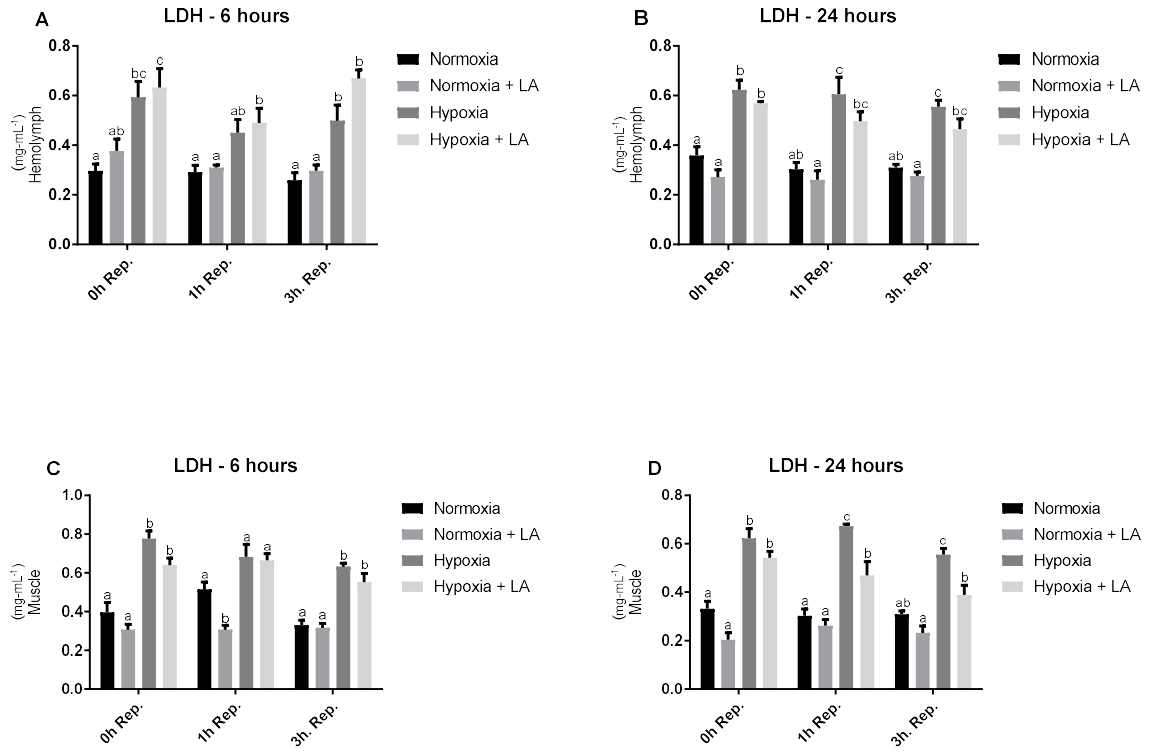 A
LDH - 6 hours
(mg-mL⁻¹)
Hemolymph
0.8
0.6
0.4
0.2
0.0
a
ab
bc
c
a
a
ab
b
a
a
b
b
0h Rep.
1h Rep.
3h. Rep.
Normoxia
Normoxia + LA
Hypoxia
Hypoxia + LA
B
LDH - 24 hours
(mg-mL⁻¹)
Hemolymph
0.8
0.6
0.4
0.2
0.0
a
a
b
b
ab
a
c
bc
ab
a
c
bc
0h Rep.
1h Rep.
3h. Rep.
Normoxia
Normoxia + LA
Hypoxia
Hypoxia + LA
C
LDH - 6 hours
(mg-mL⁻¹)
Muscle
1.0
0.8
0.6
0.4
0.2
0.0
a
a
b
b
a
b
a
a
a
a
b
b
0h Rep.
1h Rep.
3h. Rep.
Normoxia
Normoxia + LA
Hypoxia
Hypoxia + LA
D
LDH - 24 hours
(mg-mL⁻¹)
Muscle
0.8
0.6
0.4
0.2
0.0
a
a
b
b
a
a
c
b
ab
a
c
b
0h Rep.
1h Rep.
3h. Rep.
Normoxia
Normoxia + LA
Hypoxia
Hypoxia + LA